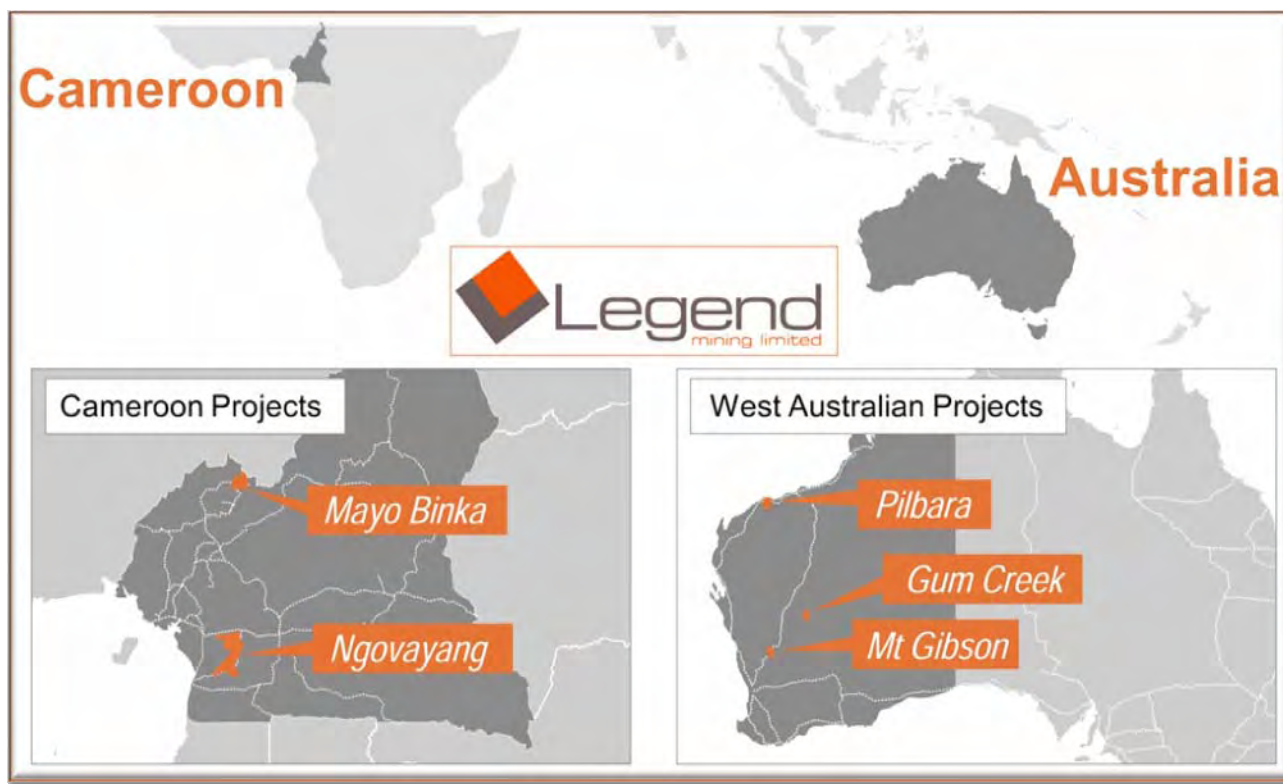 Cameroon
Australia
Legend
mining limited
Cameroon Projects
Mayo Binka
Ngovayang
West Australian Projects
Pilbara
Gum Creek
Mt Gibson